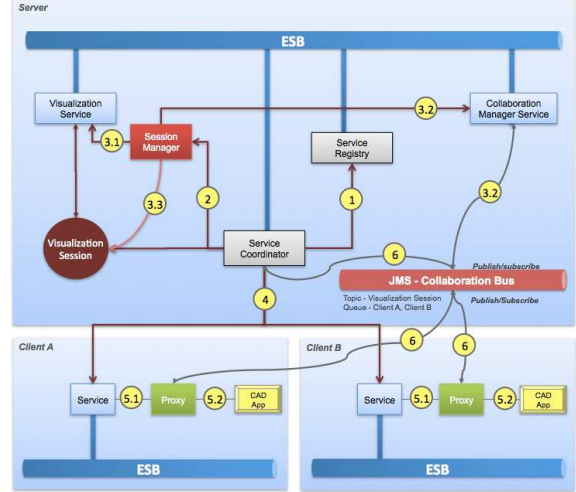 Server
ESB
Visualization
Service
3.1
Session
Manager
3.2
Collaboration
Manager Service
Service
Registry
3.3
2
1
3.2
Visualization
Session
Service
Coordinator
6
Publish/subscribe
JMS - Collaboration Bus
Topic - Visualization Session
Queue - Client A, Client B
Publish/Subscribe
4
6
6
Client A
Service
5.1
Proxy
5.2
CAD
App
ESB
Client B
Service
5.1
Proxy
5.2
CAD
App
ESB